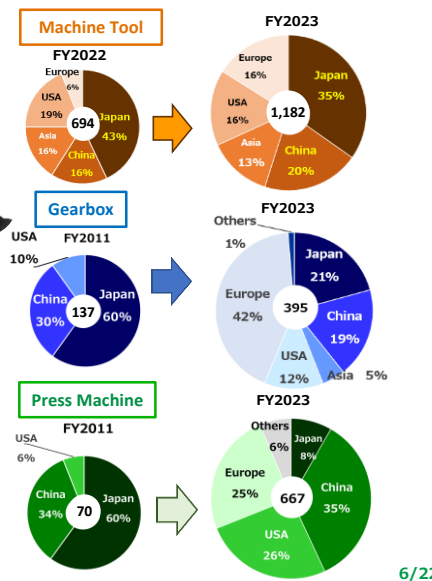 Machine Tool
FY2022
Europe
6%
USA
19%
Asia
16%
China
16%
Japan
43%
694
FY2023
Europe
16%
USA
16%
Asia
13%
China
20%
Japan
35%
1,182
Gearbox
FY2011
USA
10%
China
30%
Japan
60%
137
FY2023
Others
1%
Europe
42%
USA
12%
Asia 5%
China
19%
Japan
21%
395
Press Machine
FY2011
USA
6%
China
34%
Japan
60%
70
FY2023
Others
6%
Europe
25%
USA
26%
China
35%
Japan
8%
667